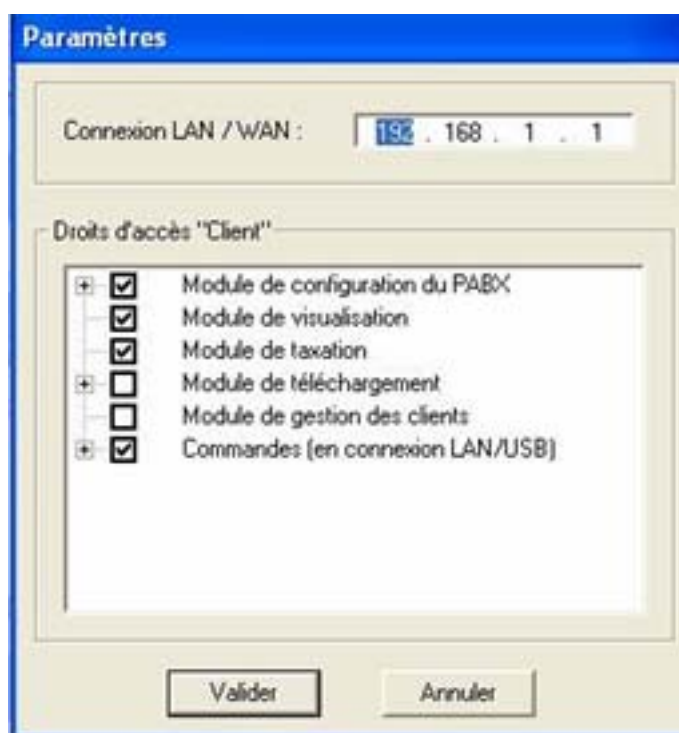 Paramètres
Connexion LAN / WAN : 192 . 168 . 1 . 1
Droits d'accès "Client"
Module de configuration du PABX
Module de visualisation
Module de taxation
Module de téléchargement
Module de gestion des clients
Commandes (en connexion LAN/USB)
Valider Annuler